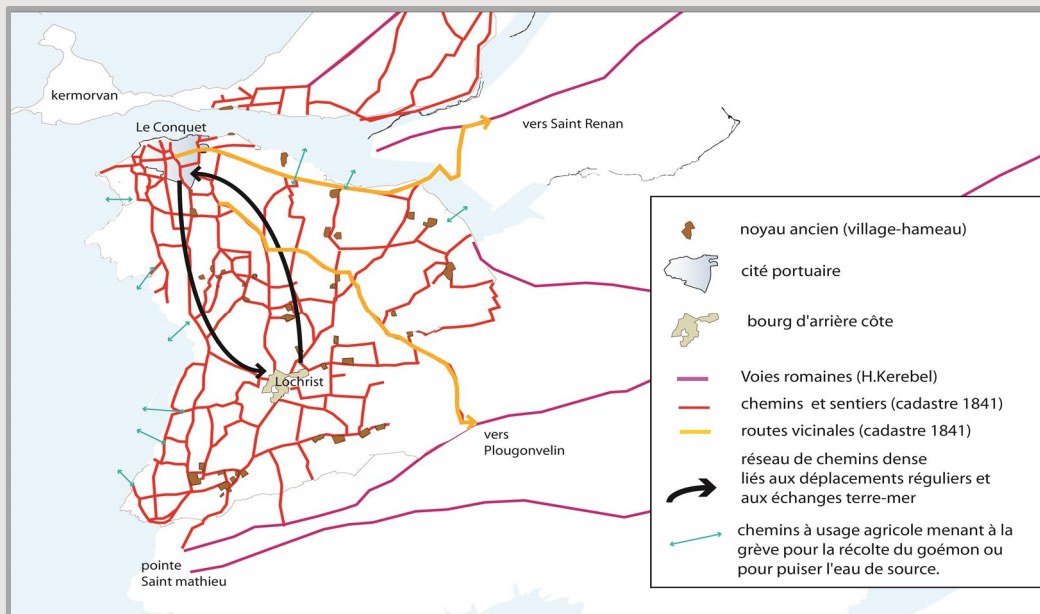 kermorvan
Le Conquet
vers Saint Renan
Lochrist
vers
Plougonvelin
pointe
Saint mathieu
noyau ancien (village-hameau)
cité portuaire
bourg d'arrière côte
Voies romaines (H.Kerebel)
chemins et sentiers (cadastre 1841)
routes vicinales (cadastre 1841)
réseau de chemins dense
liés aux déplacements réguliers et
aux échanges terre-mer
chemins à usage agricole menant à la
grève pour la récolte du goémon ou
pour puiser l'eau de source.